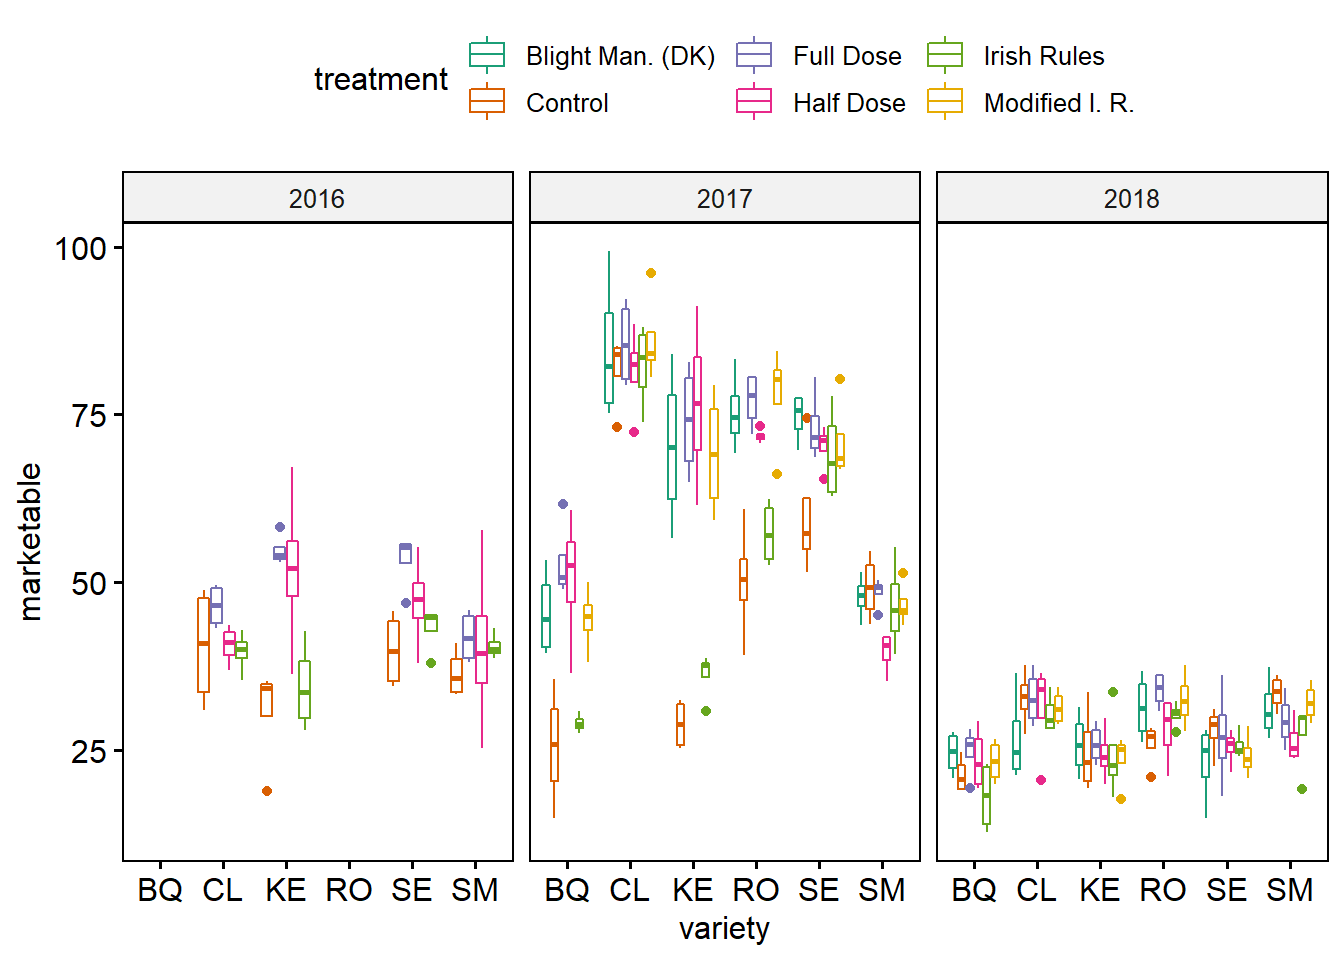 treatment
Blight Man. (DK) Full Dose Irish Rules
Control Half Dose Modified I. R.
2016 2017 2018
marketable
100
75
50
25
BQ CL KE RO SE SM BQ CL KE RO SE SM BQ CL KE RO SE SM
variety